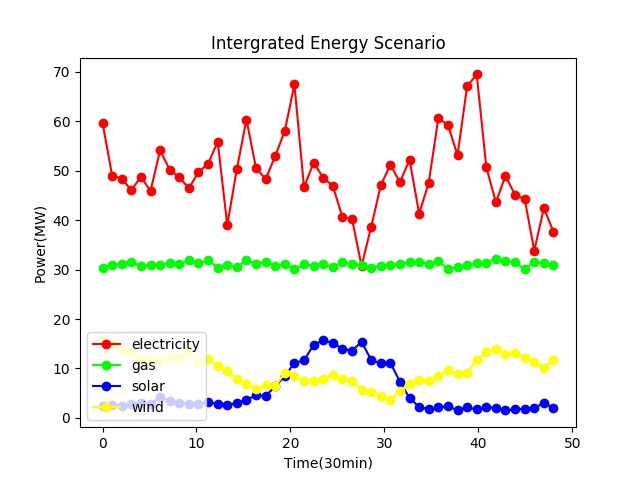 Intergrated Energy Scenario
Power(MW)
70
60
50
40
30
20
10
0
electricity
gas
solar
wind
0 10 20 30 40 50
Time(30min)